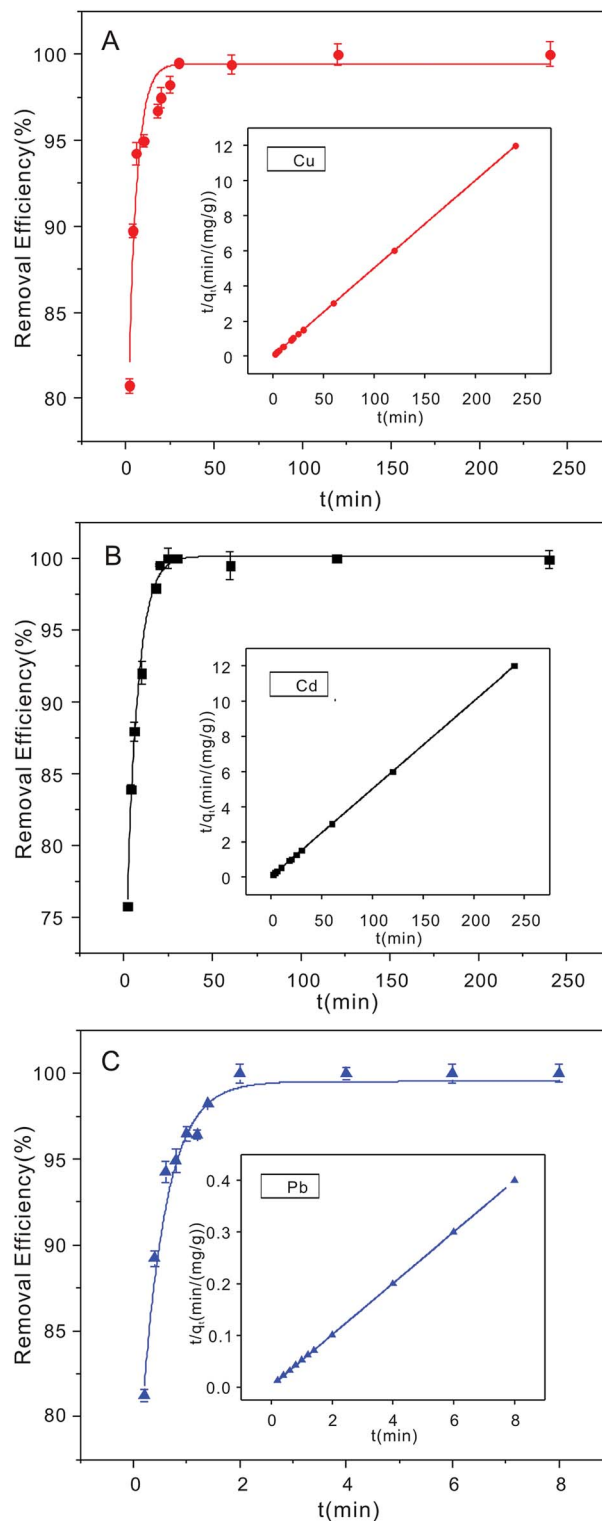 A
Removal Efficiency(%)
100
95
90
85
80
0 50 100 150 200 250
t(min)
Cu
t/qt(min/(mg/g))
12
10
8
6
4
2
0
0 50 100 150 200 250
t(min)
B
Removal Efficiency(%)
100
95
90
85
80
75
0 50 100 150 200 250
t(min)
Cd
t/qt(min/(mg/g))
12
10
8
6
4
2
0
0 50 100 150 200 250
t(min)
C
Removal Efficiency(%)
100
95
90
85
80
0 2 4 6 8
t(min)
Pb
t/qt(min/(mg/g))
0.4
0.3
0.2
0.1
0.0
0 2 4 6 8
t(min)